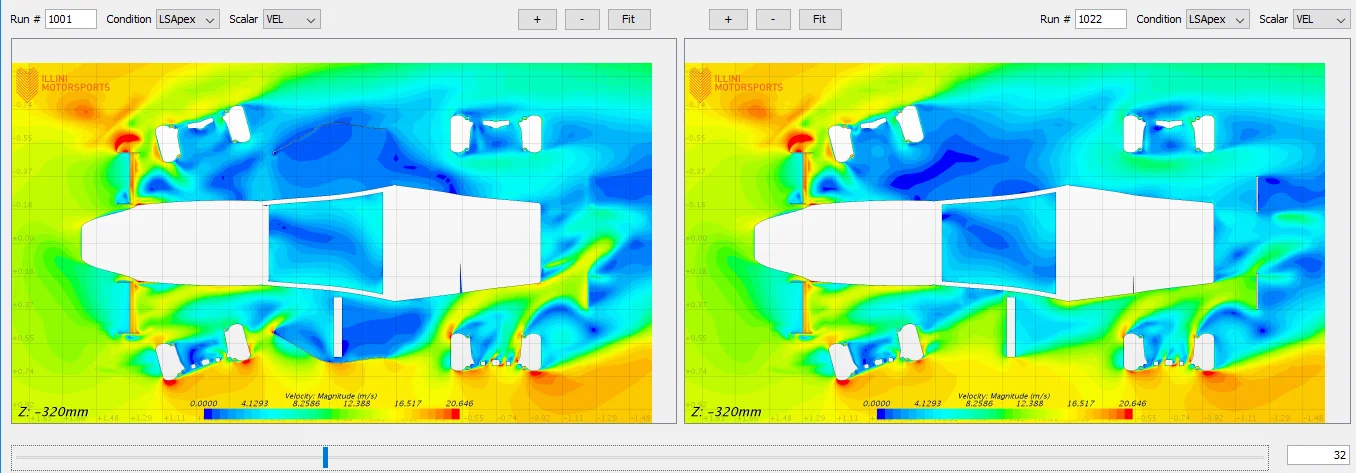 Run # 1001 Condition LSApex Scalar VEL + - Fit
+ - Fit Run # 1022 Condition LSApex Scalar VEL
ILLINI
MOTORSPORTS
-0.55
-0.37
-0.18
+0.00
+0.18
+0.37
+0.55
+0.74
Velocity: Magnitude (m/s)
0.0000 4.1293 8.2586 12.388 16.517 20.646
Z: -320mm
+1.48 +1.29 +1.11 -0.55 -0.74 -0.92 -1.11 -1.29 -1.48
ILLINI
MOTORSPORTS
-0.74
-0.55
-0.37
-0.18
+0.00
+0.18
+0.37
+0.55
+0.74
Velocity: Magnitude (m/s)
0.0000 4.1293 8.2586 12.388 16.517 20.646
Z: -320mm
+1.48 +1.29 +1.11 -0.55 -0.74 -0.92 -1.11 -1.29 -1.48
32